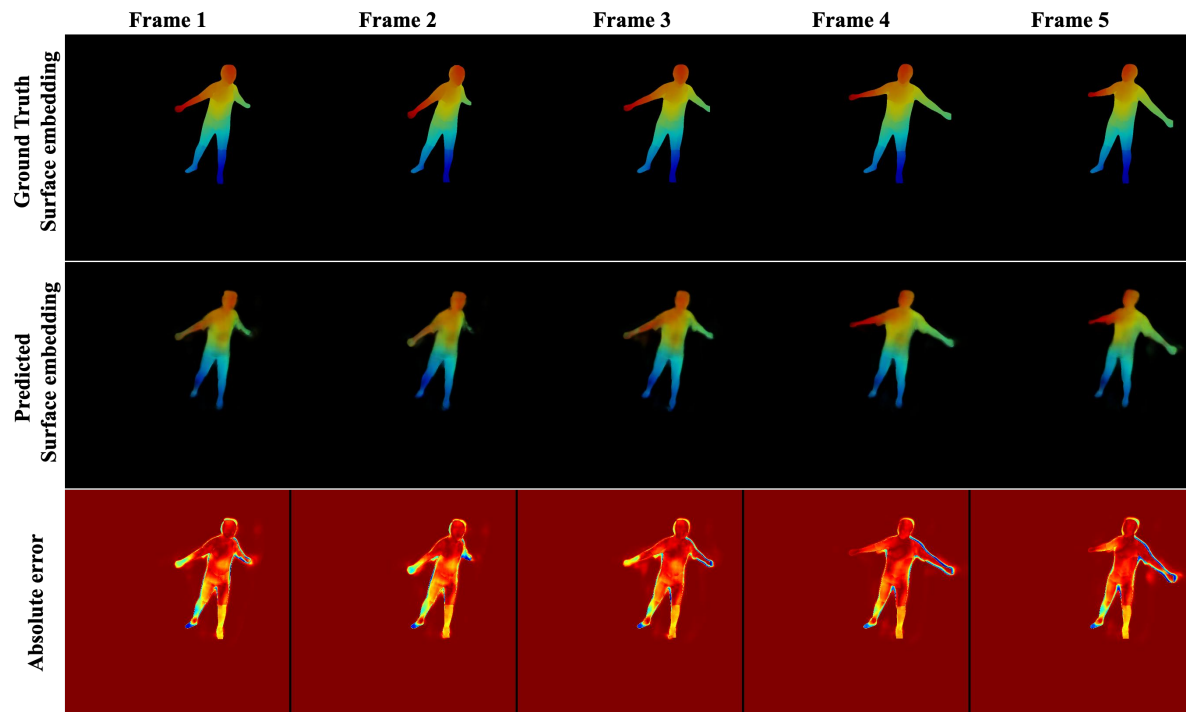 Frame 1
Frame 2
Frame 3
Frame 4
Frame 5
Ground Truth
Surface embedding
Predicted
Surface embedding
Absolute error